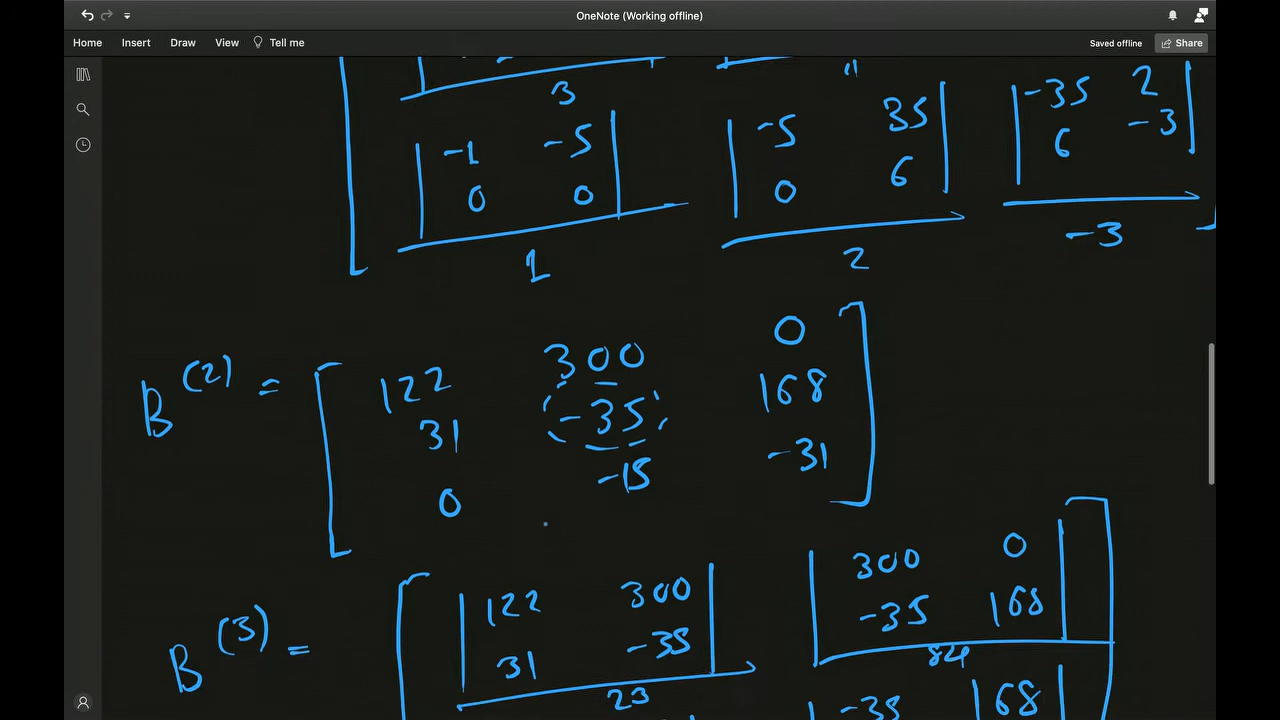 OneNote (Working offline)
Home Insert Draw View Tell me Saved offline Share
3 -35 2
-1 -5 -5 35 6 -3
0 0 0 6
1 2 -3
B(2) = [ 122 300 0
31 -35 168
0 -15 -31 ]
B(3) = [ | 122 300 | | 300 0 |
| 31 -35 | | -35 168 |
23 84
-35 168